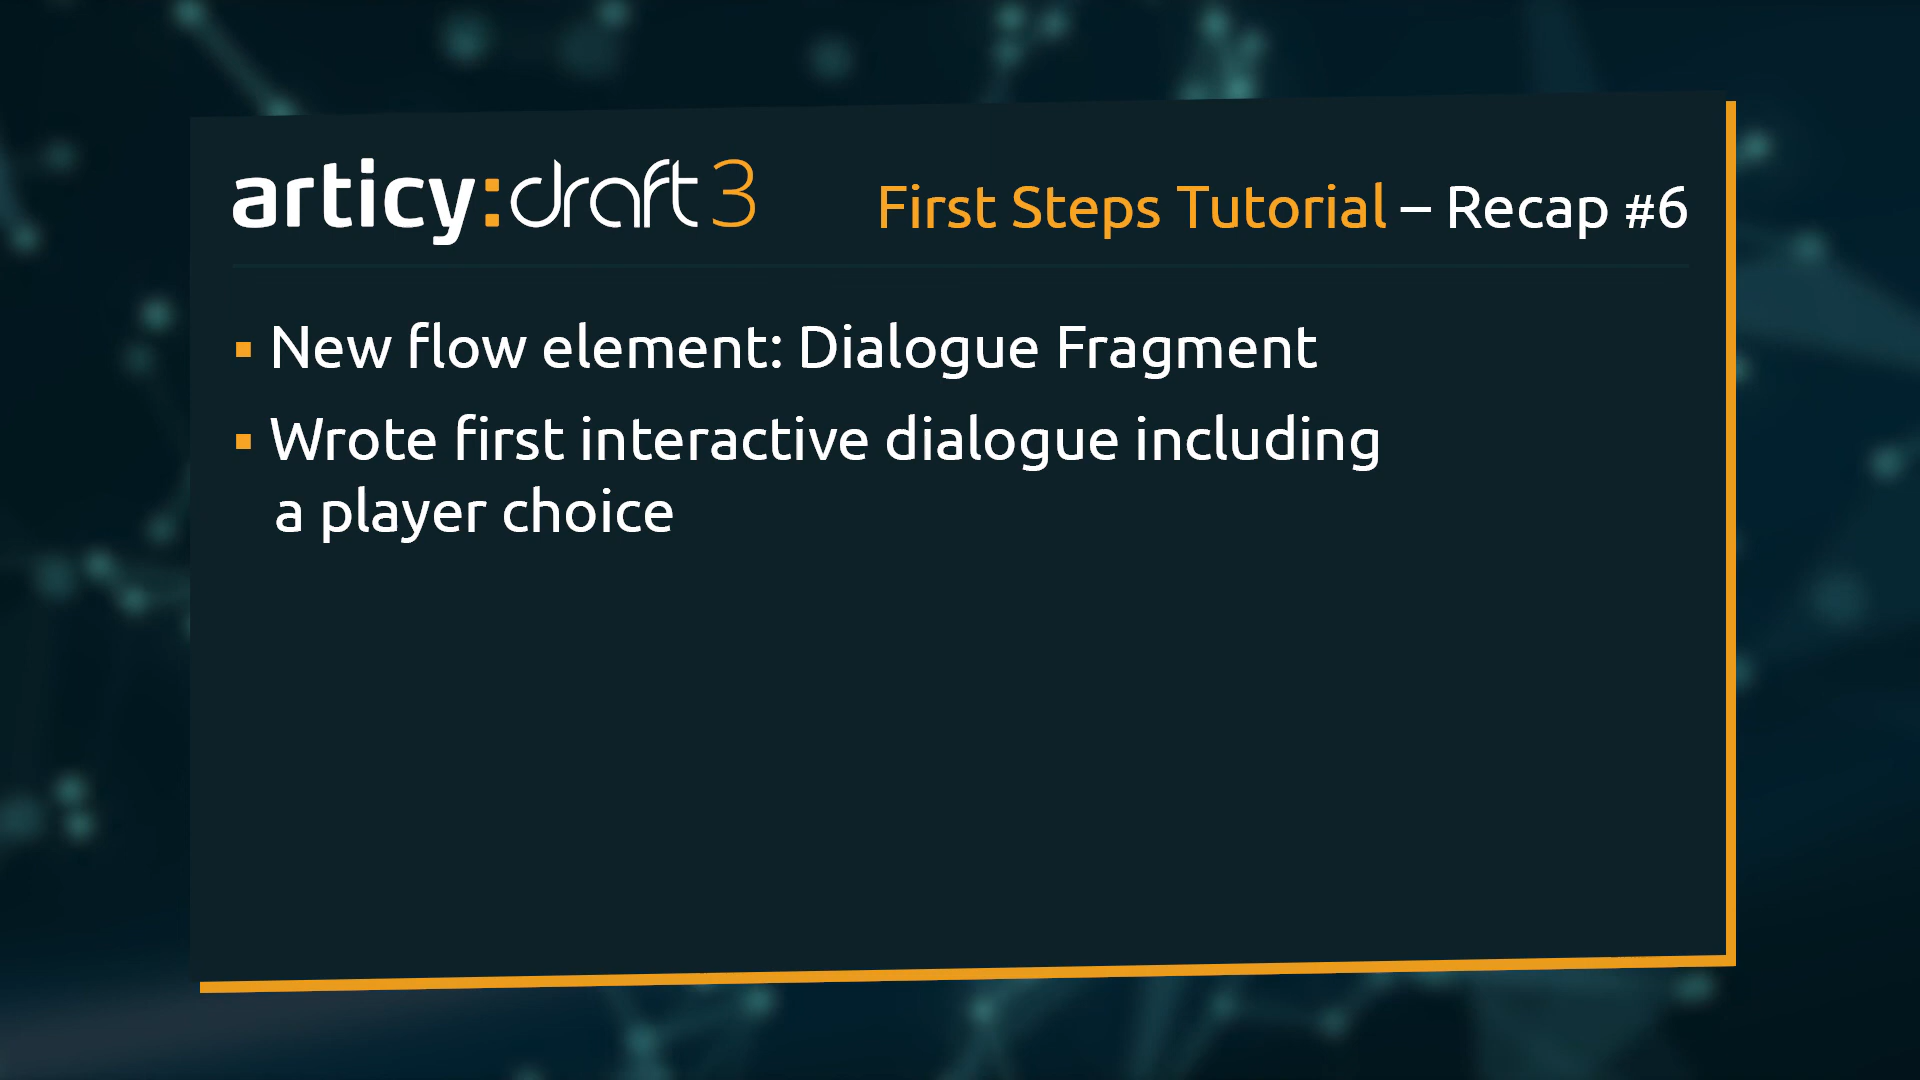 articy:draft 3
First Steps Tutorial – Recap #6
▪ New flow element: Dialogue Fragment
▪ Wrote first interactive dialogue including
a player choice